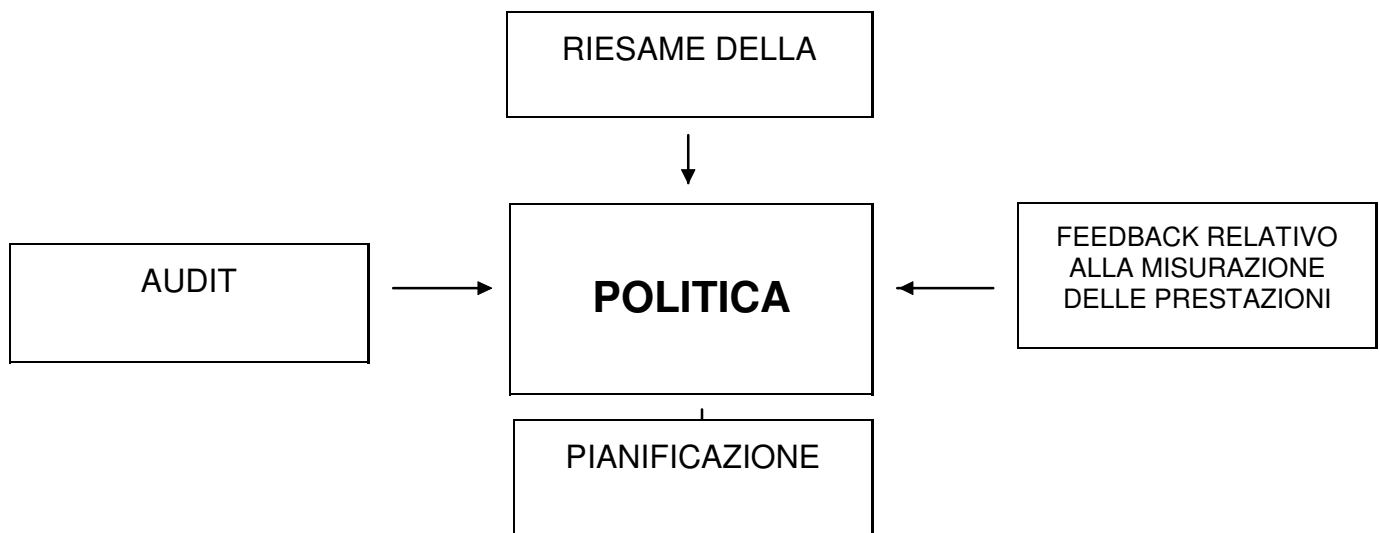 RIESAME DELLA
AUDIT
POLITICA
FEEDBACK RELATIVO
ALLA MISURAZIONE
DELLE PRESTAZIONI
PIANIFICAZIONE